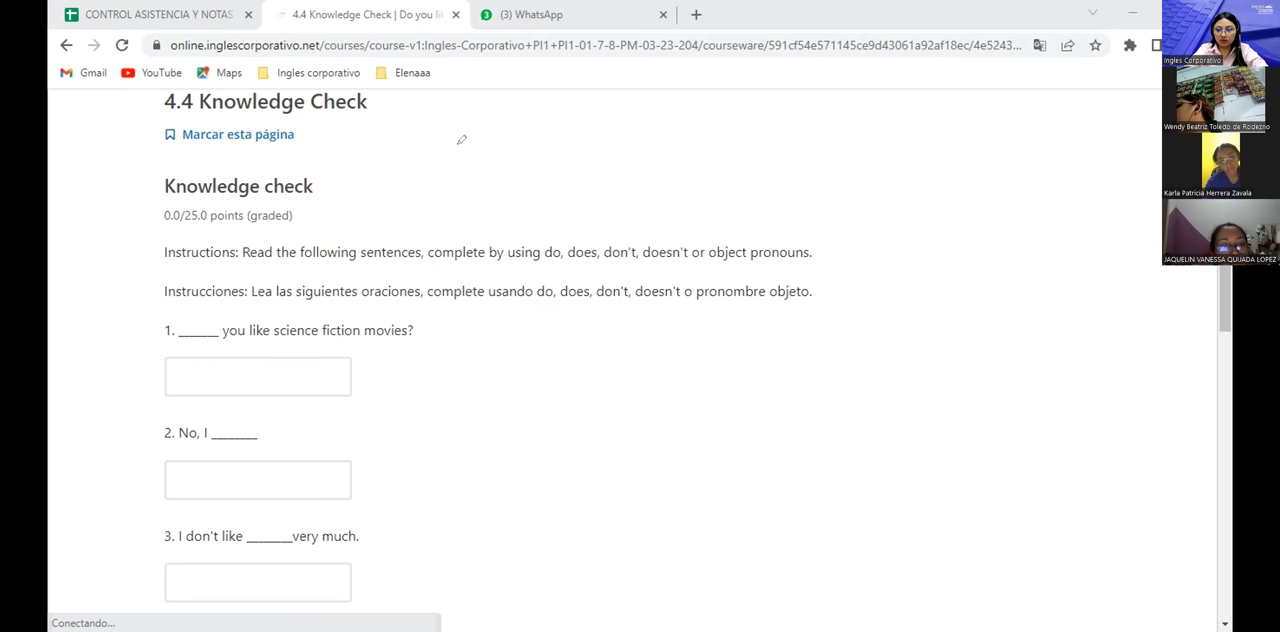 CONTROL ASISTENCIA Y NOTAS
4.4 Knowledge Check | Do you li
(3) WhatsApp
online.inglescorporativo.net/courses/course-v1:Ingles-Corporativo+PI1+PI1-01-7-8-PM-03-23-204/courseware/591cf54e571145ce9d43061a92af18ec/4e5243...
Gmail YouTube Maps Ingles corporativo Elenaaa
Ingles Corporativo
Wendy Beatriz Toledo de Rodezno
Karla Patricia Herrera Zavala
JAQUELIN VANESSA QUIJADA LOPEZ
4.4 Knowledge Check
Marcar esta página
Knowledge check
0.0/25.0 points (graded)
Instructions: Read the following sentences, complete by using do, does, don't, doesn't or object pronouns.
Instrucciones: Lea las siguientes oraciones, complete usando do, does, don't, doesn't o pronombre objeto.
1. ______ you like science fiction movies?
2. No, I _______
3. I don't like _______very much.
Conectando...